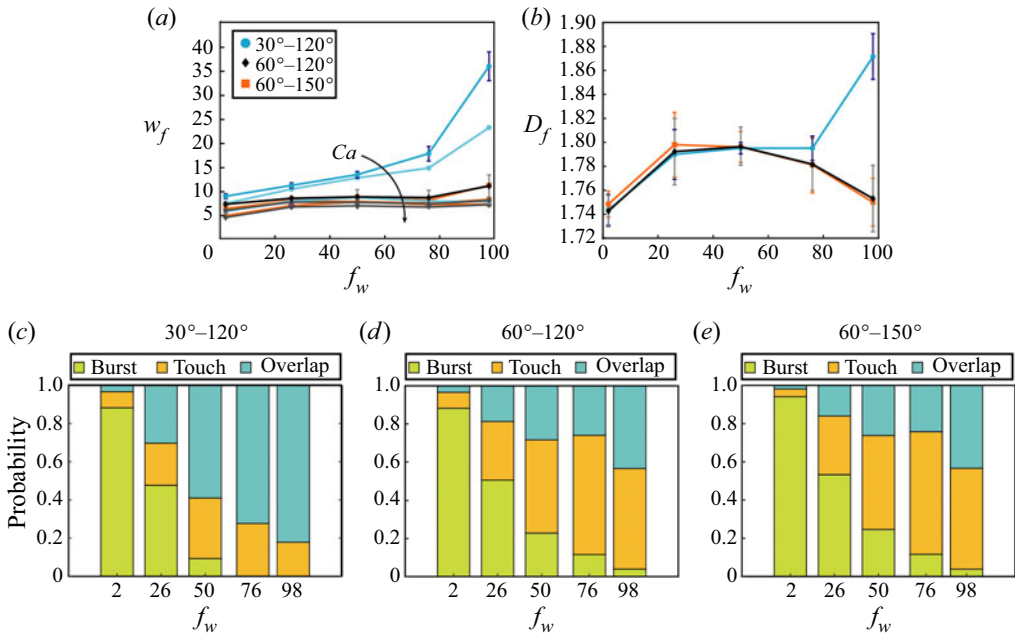 (a)
40
35
30
25
20
15
10
5
0 20 40 60 80 100
w_f
f_w
30°–120°
60°–120°
60°–150°
Ca
(b)
1.90
1.88
1.86
1.84
1.82
1.80
1.78
1.76
1.74
1.72
0 20 40 60 80 100
D_f
f_w
(c) 30°–120°
Burst Touch Overlap
1.0
0.8
0.6
0.4
0.2
0
Probability
2 26 50 76 98
f_w
(d) 60°–120°
Burst Touch Overlap
1.0
0.8
0.6
0.4
0.2
0
2 26 50 76 98
f_w
(e) 60°–150°
Burst Touch Overlap
1.0
0.8
0.6
0.4
0.2
0
2 26 50 76 98
f_w